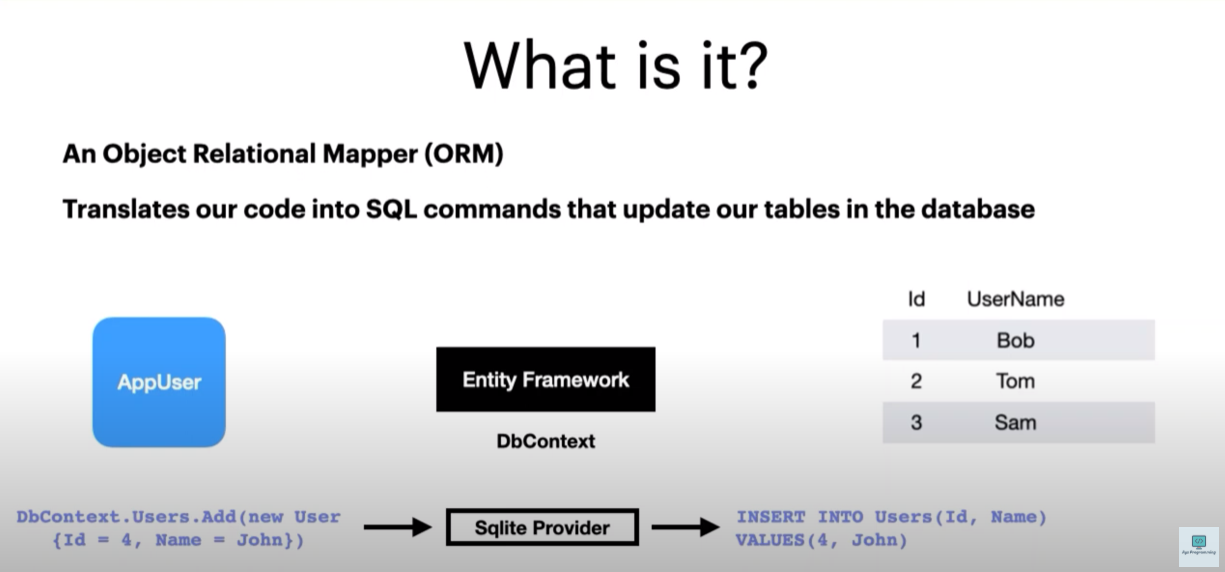 What is it?
An Object Relational Mapper (ORM)
Translates our code into SQL commands that update our tables in the database
AppUser
Entity Framework
DbContext
Id UserName
1 Bob
2 Tom
3 Sam
DbContext.Users.Add(new User
{Id = 4, Name = John})
Sqlite Provider
INSERT INTO Users(Id, Name)
VALUES(4, John)